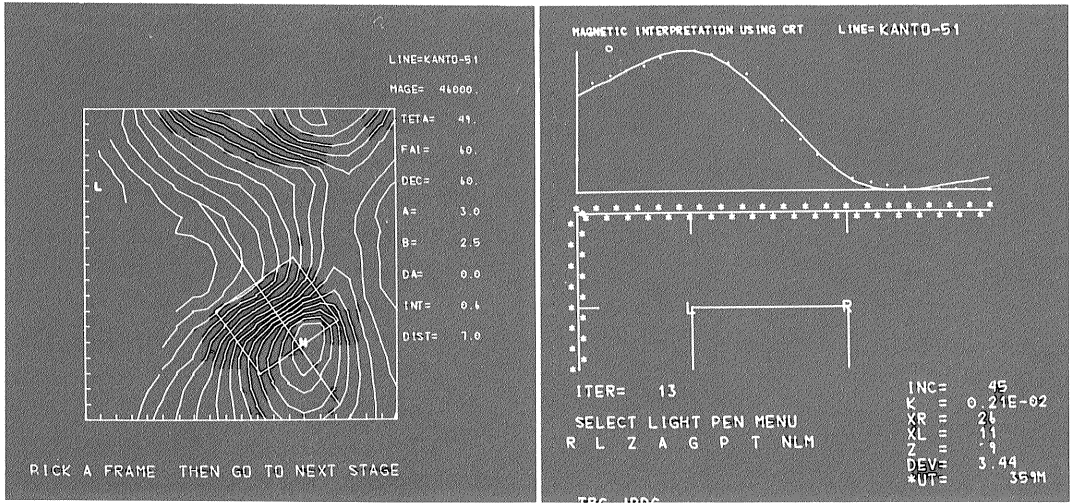 LINE=KANTO-51
MAGE= 46000.
TETA= 49.
FAI= 60.
DEC= 60.
A= 3.0
B= 2.5
DA= 0.0
INT= 0.6
DIST= 7.0
L
N
RICK A FRAME THEN GO TO NEXT STAGE
MAGNETIC INTERPRETATION USING CRT LINE= KANTO-51
L R
ITER= 13
SELECT LIGHT PEN MENU
R L Z A G P T NLM
INC= 45
K = 0.21E-02
XR = 26
XL = 11
Z = 9
DEV= 3.44
*UT= 359M